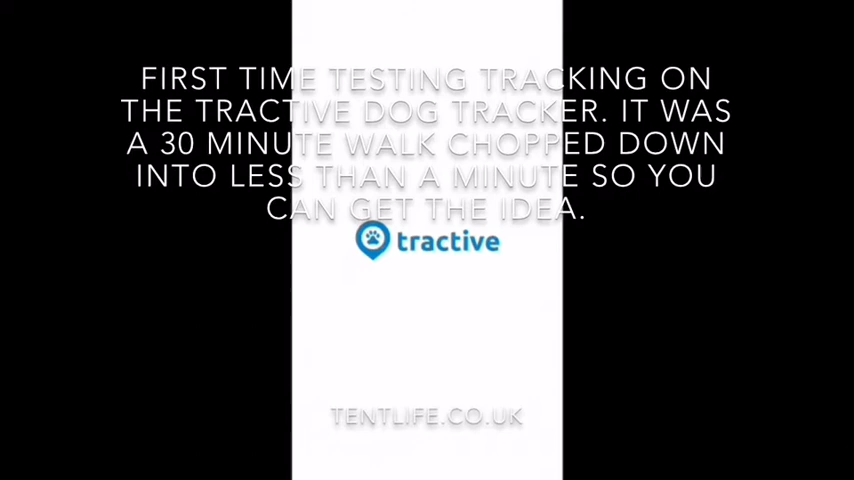 FIRST TIME TESTING TRACKING ON
THE TRACTIVE DOG TRACKER. IT WAS
A 30 MINUTE WALK CHOPPED DOWN
INTO LESS THAN A MINUTE SO YOU
CAN GET THE IDEA.
tractive
TENTLIFE.CO.UK